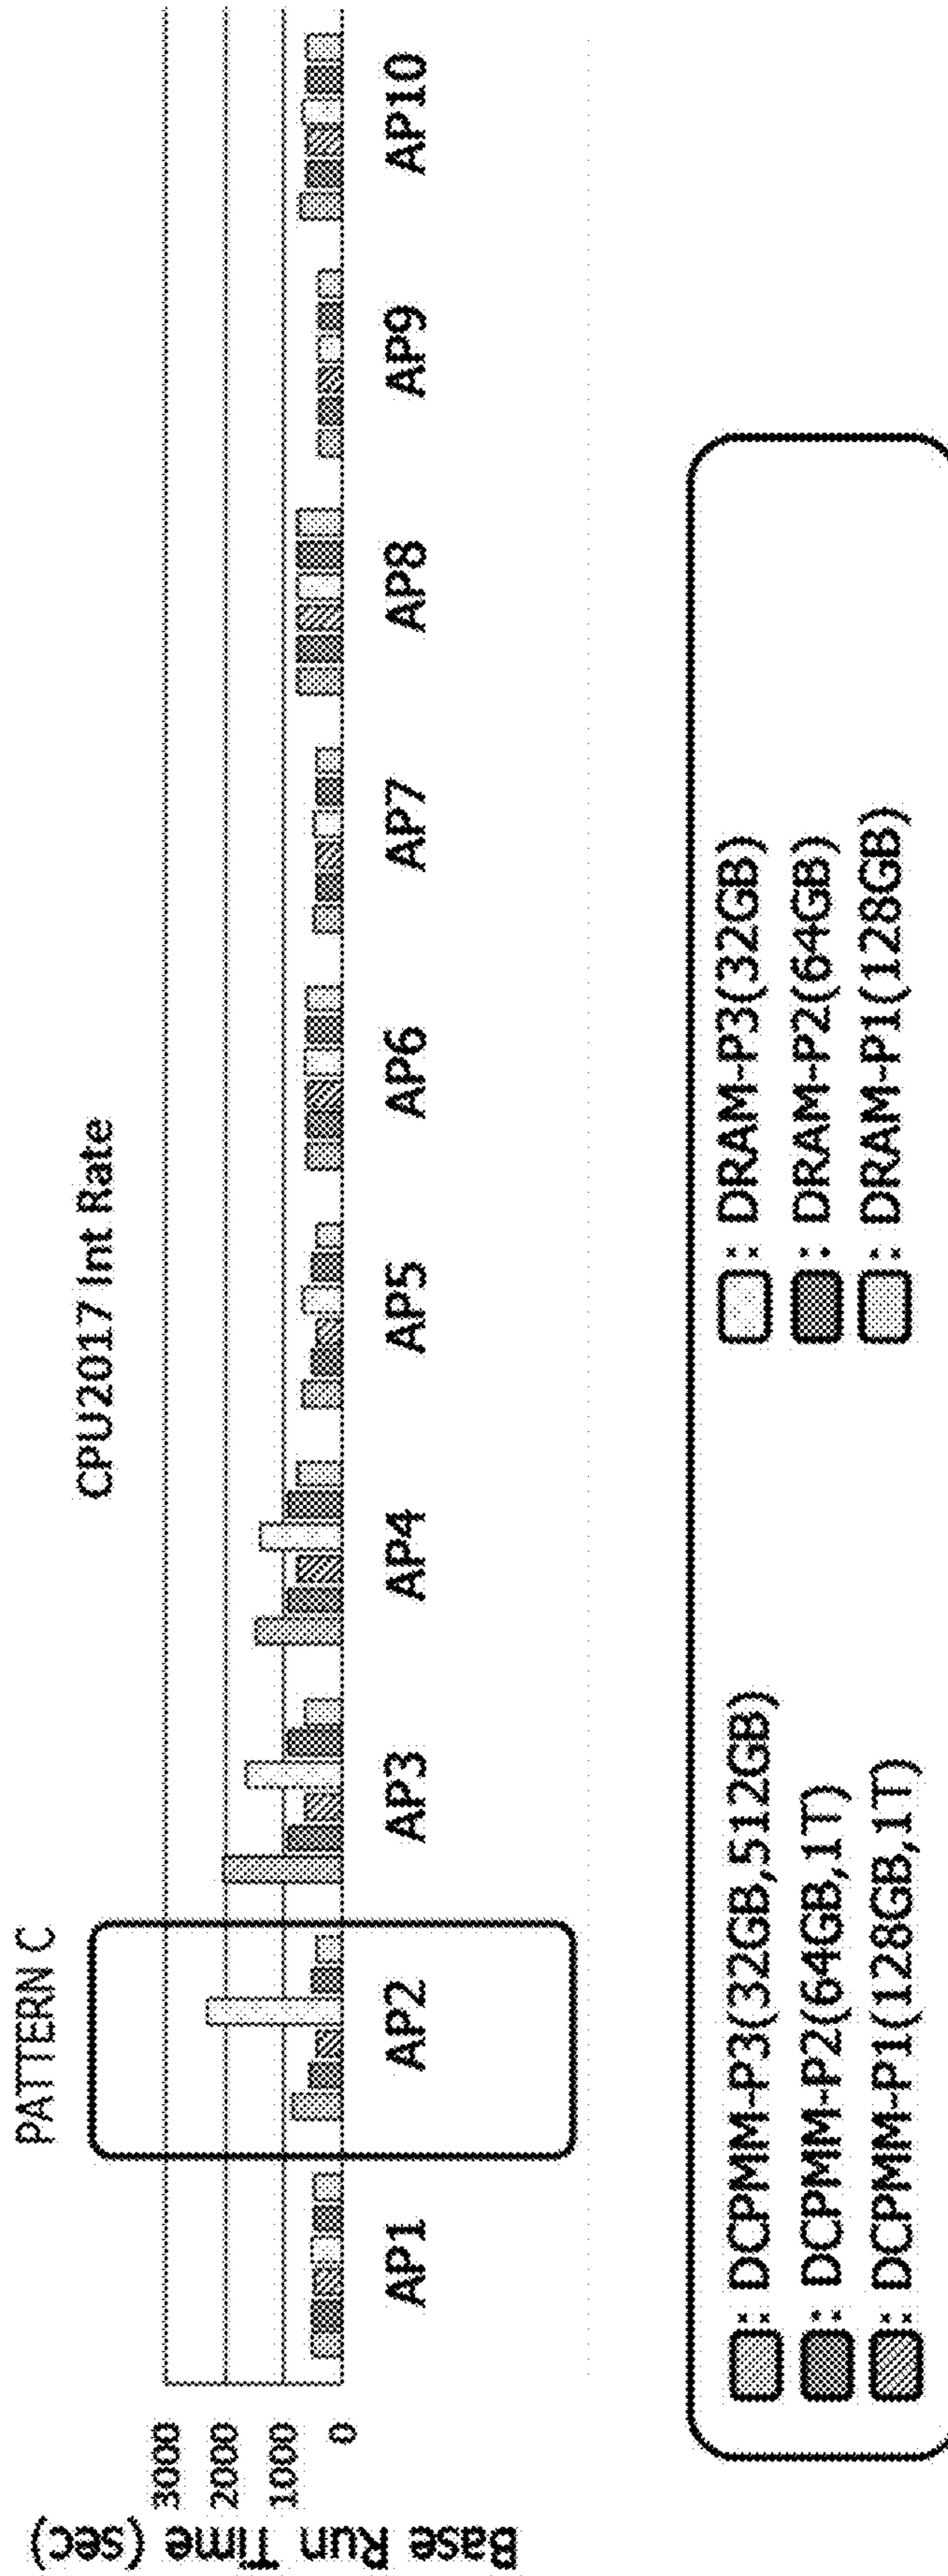 PATTERN C
CPU2017 Int Rate
Base Run Time (sec)
3000
2000
1000
0
AP1
AP2
AP3
AP4
AP5
AP6
AP7
AP8
AP9
AP10
: DCPMM-P3(32GB,512GB)
: DCPMM-P2(64GB,1T)
: DCPMM-P1(128GB,1T)
: DRAM-P3(32GB)
: DRAM-P2(64GB)
: DRAM-P1(128GB)